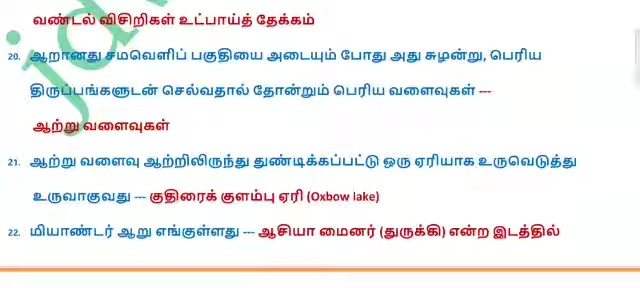 வண்டல் விசிறிகள் உட்பாய்த் தேக்கம்
20. ஆறானது சமவெளிப் பகுதியை அடையும் போது அது சுழன்று, பெரிய
திருப்பங்களுடன் செல்வதால் தோன்றும் பெரிய வளைவுகள் ---
ஆற்று வளைவுகள்
21. ஆற்று வளைவு ஆற்றிலிருந்து துண்டிக்கப்பட்டு ஒரு ஏரியாக உருவெடுத்து
உருவாகுவது --- குதிரைக் குளம்பு ஏரி (Oxbow lake)
22. மியாண்டர் ஆறு எங்குள்ளது --- ஆசியா மைனர் (துருக்கி) என்ற இடத்தில்